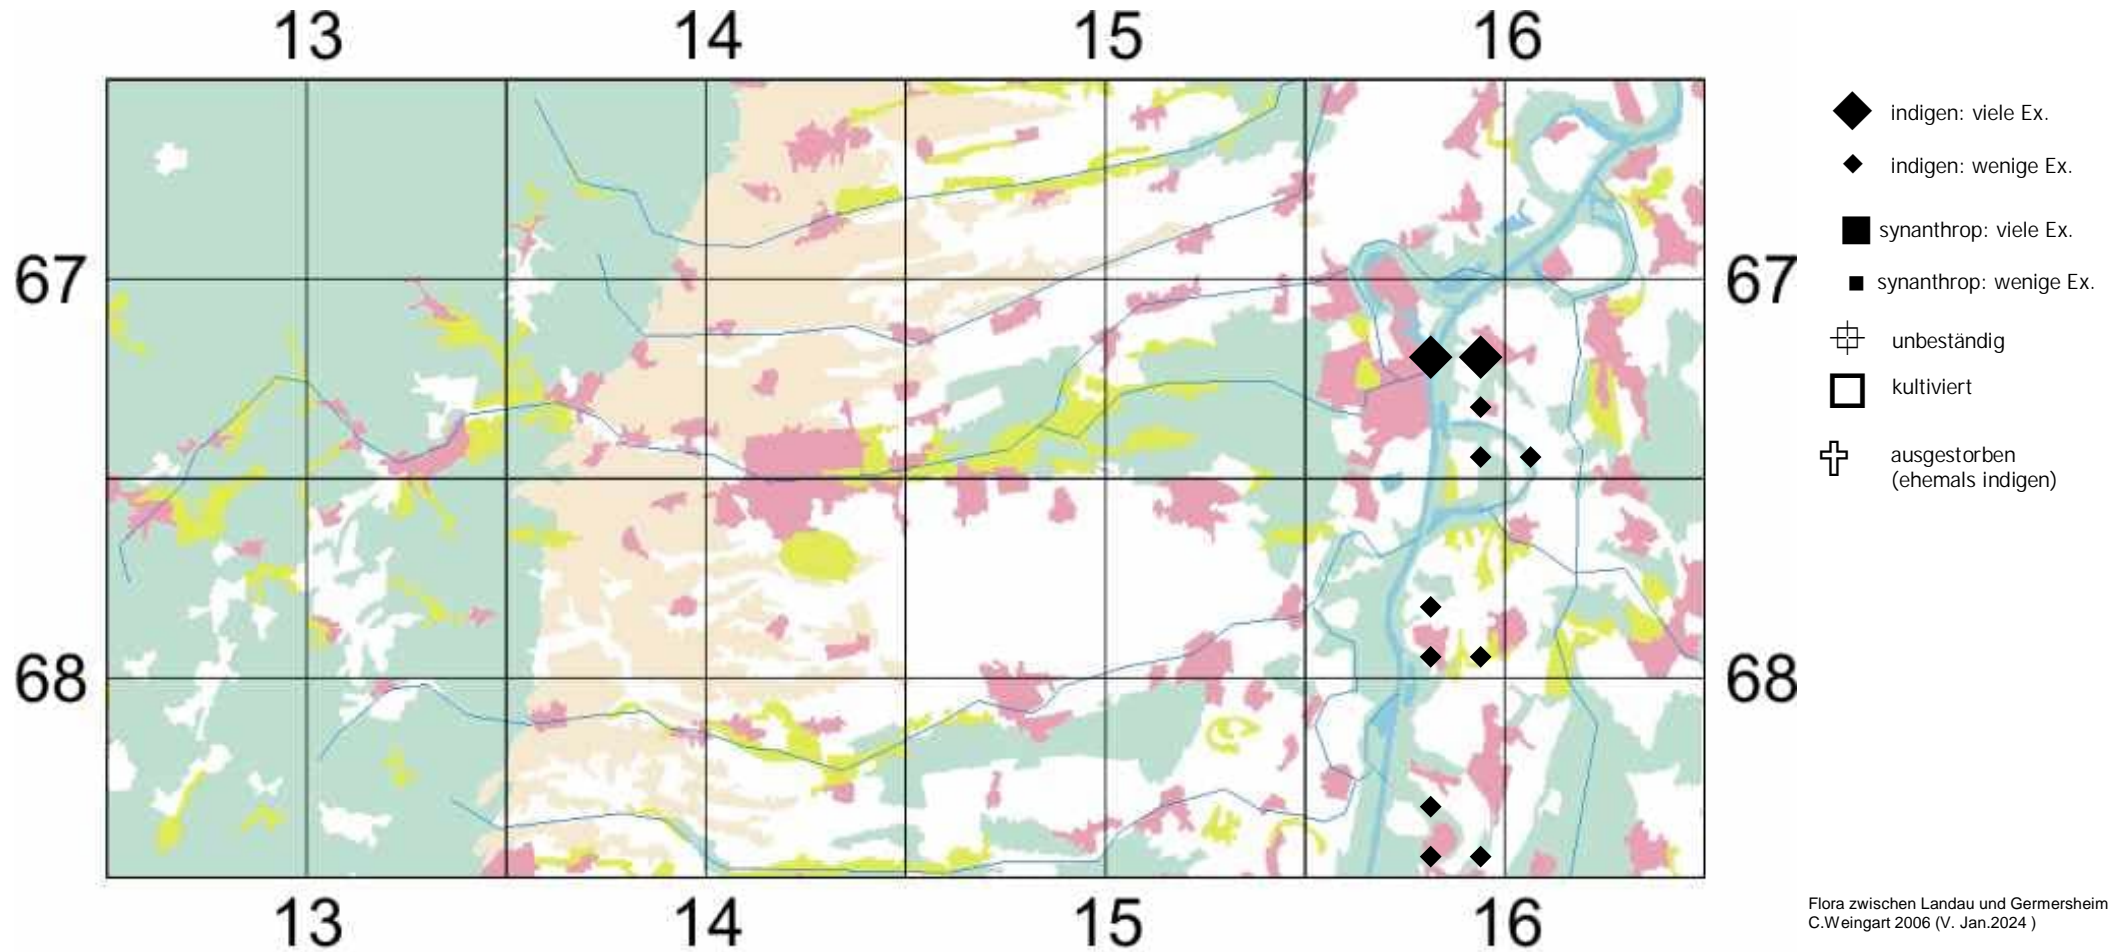 13 14 15 16
indigen: viele Ex.
indigen: wenige Ex.
synanthrop: viele Ex.
67 67
synanthrop: wenige Ex.
unbeständig
kultiviert
ausgestorben
(ehemals indigen)
68 68
13 14 15 16
Flora zwischen Landau und Germersheim
C.Weingart 2006 (V. Jan.2024 )